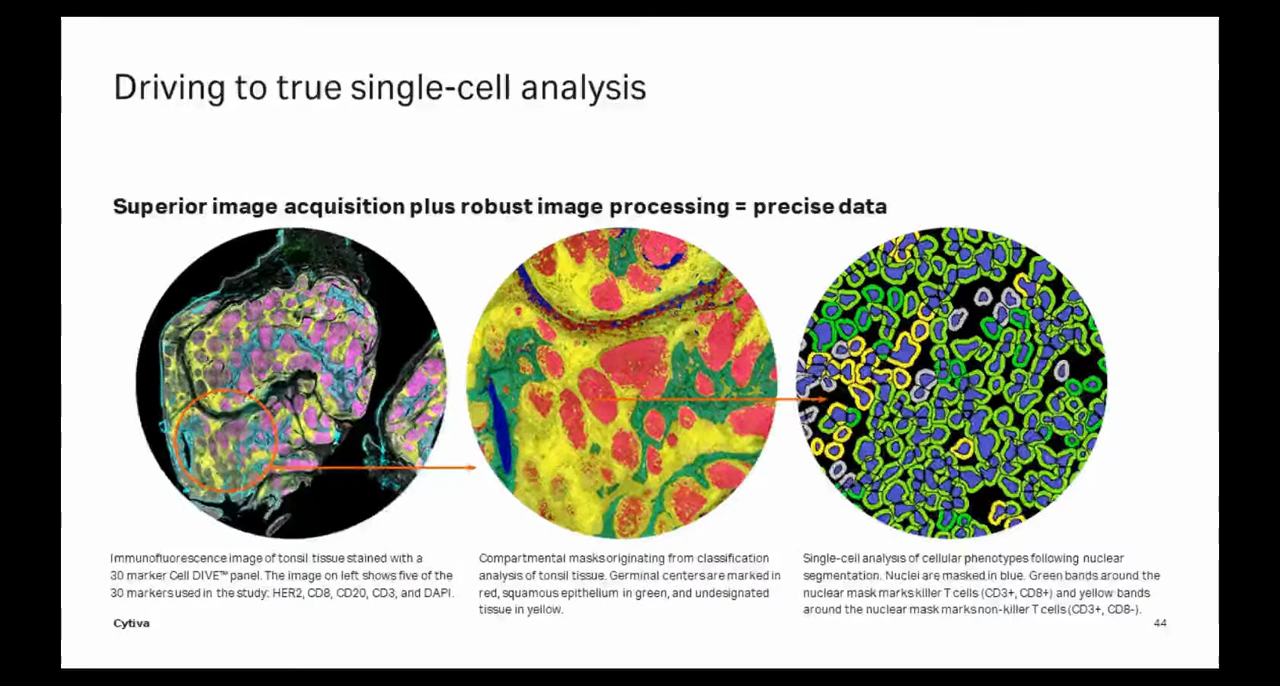 Driving to true single-cell analysis
Superior image acquisition plus robust image processing = precise data
Immunofluorescence image of tonsil tissue stained with a
30 marker Cell DIVE™ panel. The image on left shows five of the
30 markers used in the study: HER2, CD8, CD20, CD3, and DAPI.
Compartmental masks originating from classification
analysis of tonsil tissue. Germinal centers are marked in
red, squamous epithelium in green, and undesignated
tissue in yellow.
Single-cell analysis of cellular phenotypes following nuclear
segmentation. Nuclei are masked in blue. Green bands around the
nuclear mask marks killer T cells (CD3+, CD8+) and yellow bands
around the nuclear mask marks non-killer T cells (CD3+, CD8-).
Cytiva
44